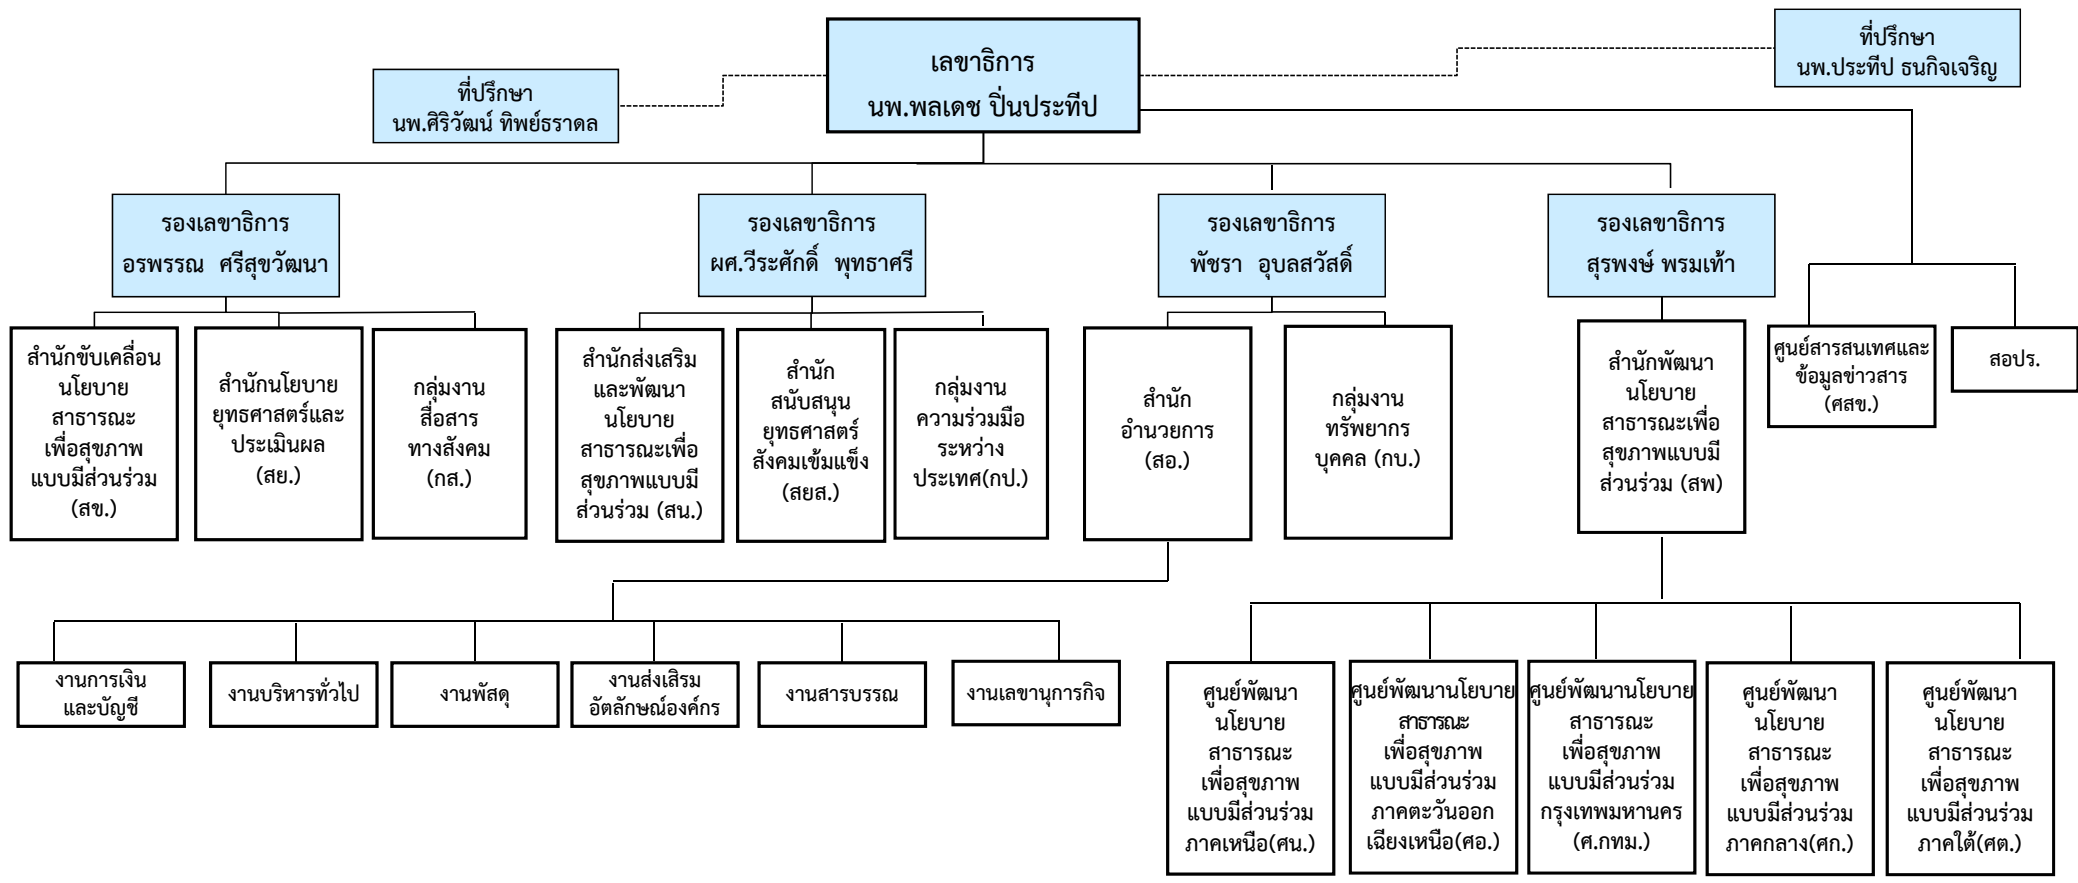 เลขาธิการ
นพ.พลเดช ปิ่นประทีป
ที่ปรึกษา
นพ.ประทีป ธนกิจเจริญ
ที่ปรึกษา
นพ.ศิริวัฒน์ ทิพย์ธราดล
รองเลขาธิการ
อรพรรณ ศรีสุขวัฒนา
รองเลขาธิการ
ผศ.วีระศักดิ์ พุทธาศรี
รองเลขาธิการ
พัชรา อุบลสวัสดิ์
รองเลขาธิการ
สุรพงษ์ พรมเท้า
สำนักขับเคลื่อน
นโยบาย
สาธารณะ
เพื่อสุขภาพ
แบบมีส่วนร่วม
(สข.)
สำนักนโยบาย
ยุทธศาสตร์และ
ประเมินผล
(สย.)
กลุ่มงาน
สื่อสาร
ทางสังคม
(กส.)
สำนักส่งเสริม
และพัฒนา
นโยบาย
สาธารณะเพื่อ
สุขภาพแบบมี
ส่วนร่วม (สน.)
สำนัก
สนับสนุน
ยุทธศาสตร์
สังคมเข้มแข็ง
(สยส.)
กลุ่มงาน
ความร่วมมือ
ระหว่าง
ประเทศ(กป.)
สำนัก
อำนวยการ
(สอ.)
กลุ่มงาน
ทรัพยากร
บุคคล (กบ.)
สำนักพัฒนา
นโยบาย
สาธารณะเพื่อ
สุขภาพแบบมี
ส่วนร่วม (สพ)
ศูนย์สารสนเทศและ
ข้อมูลข่าวสาร
(ศสข.)
สอปร.
งานการเงิน
และบัญชี
งานบริหารทั่วไป
งานพัสดุ
งานส่งเสริม
อัตลักษณ์องค์กร
งานสารบรรณ
งานเลขานุการกิจ
ศูนย์พัฒนา
นโยบาย
สาธารณะ
เพื่อสุขภาพ
แบบมีส่วนร่วม
ภาคเหนือ(ศน.)
ศูนย์พัฒนานโยบาย
สาธารณะ
เพื่อสุขภาพ
แบบมีส่วนร่วม
ภาคตะวันออก
เฉียงเหนือ(ศอ.)
ศูนย์พัฒนานโยบาย
สาธารณะ
เพื่อสุขภาพ
แบบมีส่วนร่วม
กรุงเทพมหานคร
(ศ.กทม.)
ศูนย์พัฒนา
นโยบาย
สาธารณะ
เพื่อสุขภาพ
แบบมีส่วนร่วม
ภาคกลาง(ศก.)
ศูนย์พัฒนา
นโยบาย
สาธารณะ
เพื่อสุขภาพ
แบบมีส่วนร่วม
ภาคใต้(ศต.)